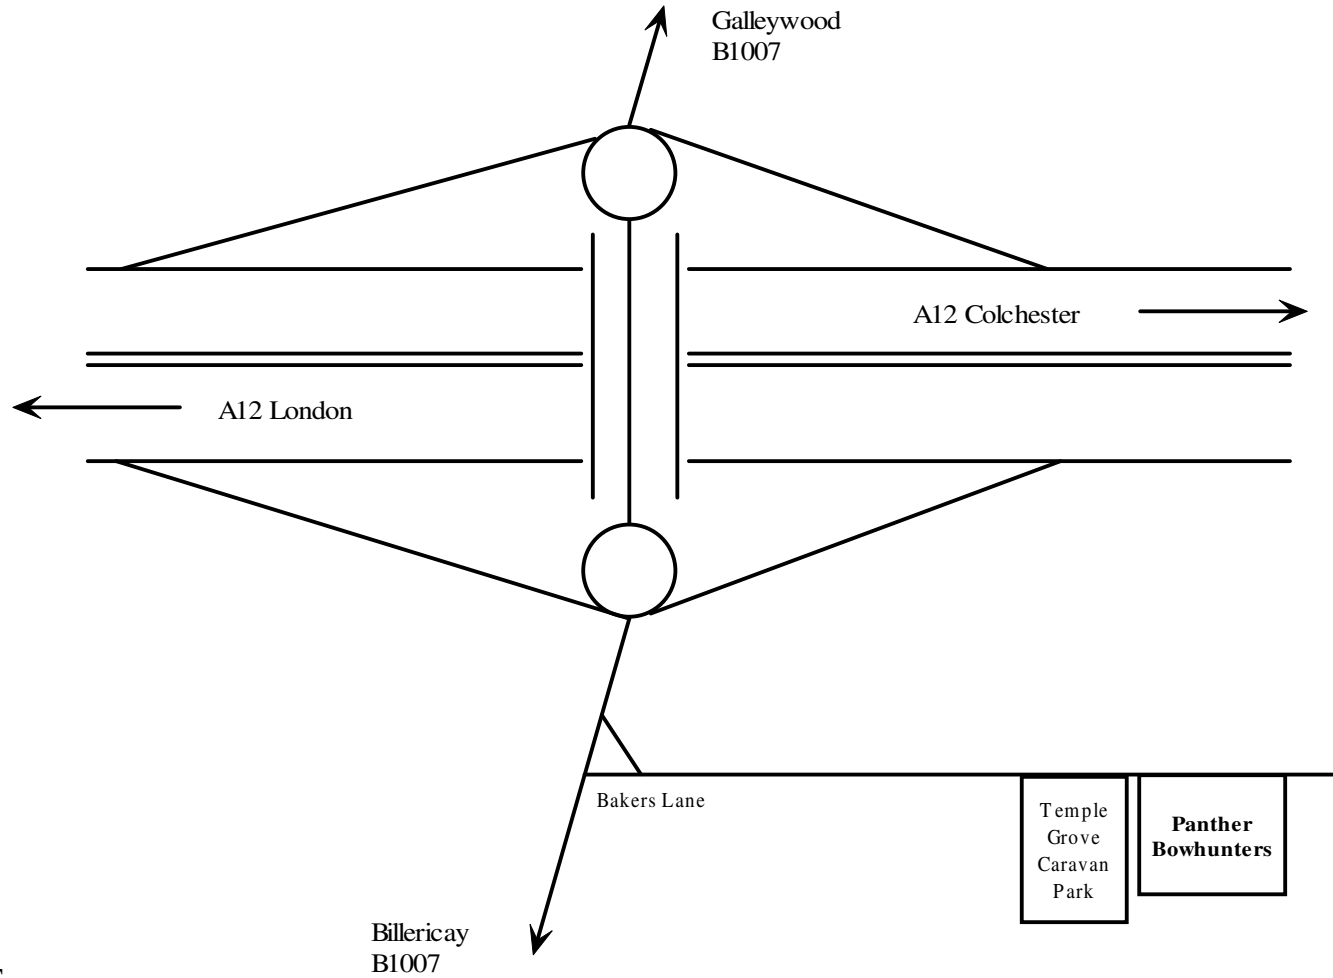 Galleywood
B1007
A12 Colchester
A12 London
Bakers Lane
Temple
Grove
Caravan
Park
Panther
Bowhunters
Billericay
B1007